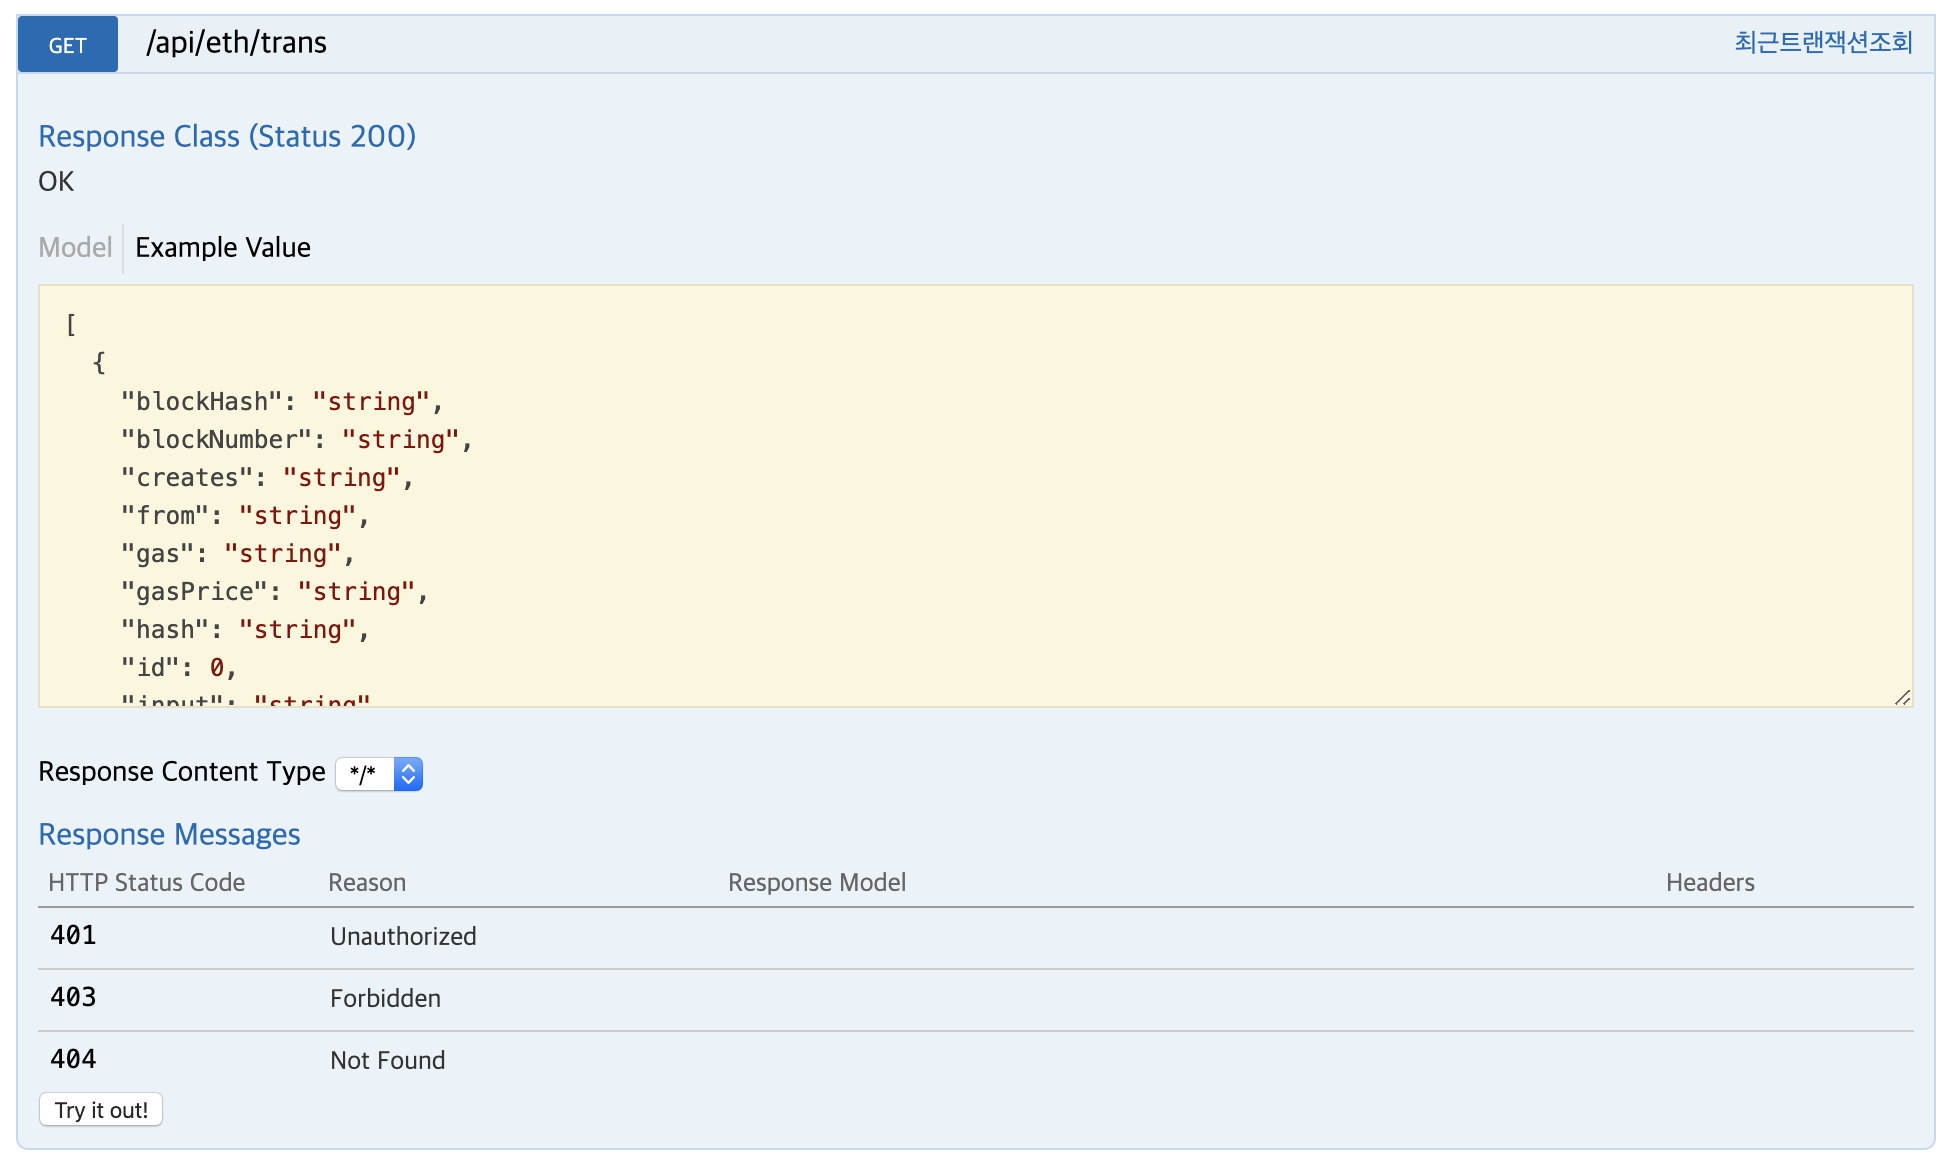 GET /api/eth/trans 최근트랜잭션조회
Response Class (Status 200)
OK
Model Example Value
[
{
"blockHash": "string",
"blockNumber": "string",
"creates": "string",
"from": "string",
"gas": "string",
"gasPrice": "string",
"hash": "string",
"id": 0,
"input": "string"
Response Content Type */*
Response Messages
HTTP Status Code Reason Response Model Headers
401 Unauthorized
403 Forbidden
404 Not Found
Try it out!